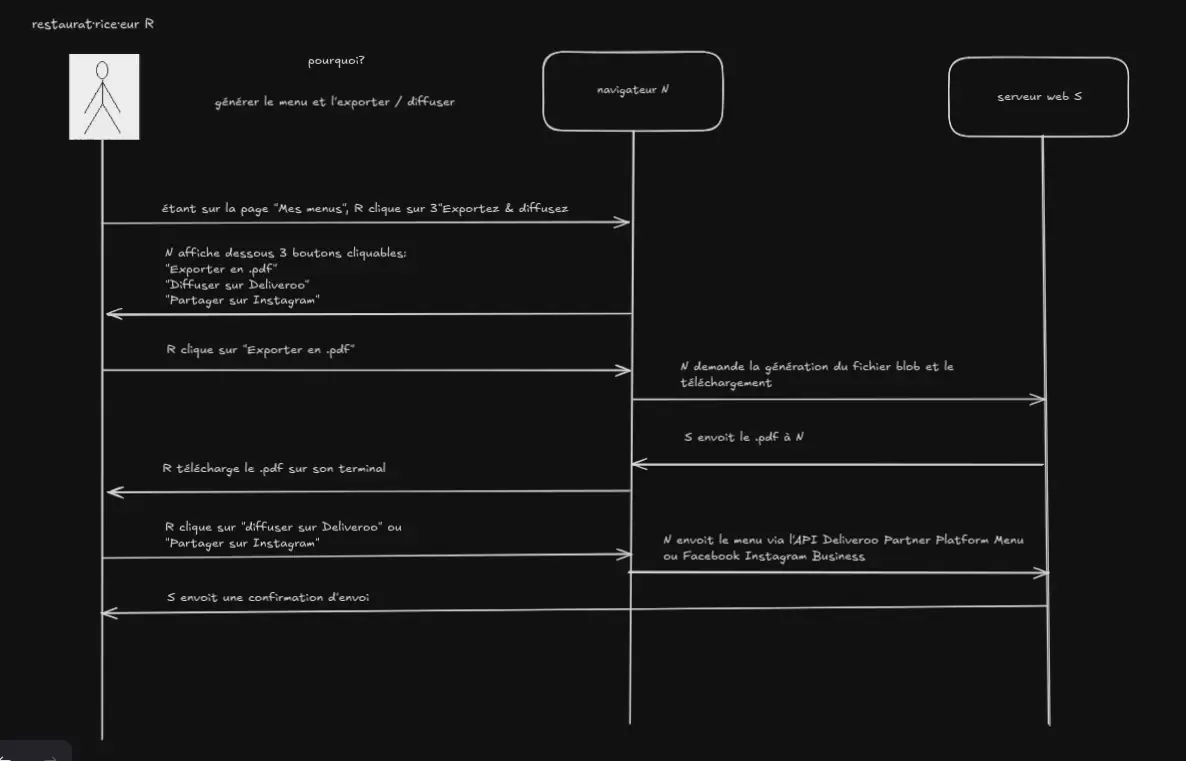 restaurat·rice·eur R
pourquoi?
générer le menu et l'exporter / diffuser
navigateur N
serveur web S
étant sur la page "Mes menus", R clique sur 3"Exportez & diffusez
N affiche dessous 3 boutons cliquables:
"Exporter en .pdf"
"Diffuser sur Deliveroo"
"Partager sur Instagram"
R clique sur "Exporter en .pdf"
N demande la génération du fichier blob et le
téléchargement
S envoit le .pdf à N
R télécharge le .pdf sur son terminal
R clique sur "diffuser sur Deliveroo" ou
"Partager sur Instagram"
N envoit le menu via l'API Deliveroo Partner Platform Menu
ou Facebook Instagram Business
S envoit une confirmation d'envoi